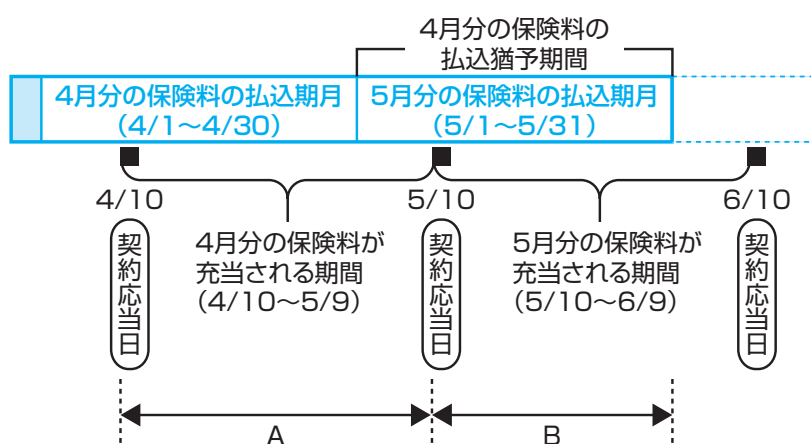 4月分の保険料の
払込猶予期間
4月分の保険料の払込期月
(4/1～4/30)
5月分の保険料の払込期月
(5/1～5/31)
4/10
5/10
6/10
契約応当日
4月分の保険料が
充当される期間
(4/10～5/9)
契約応当日
5月分の保険料が
充当される期間
(5/10～6/9)
契約応当日
A
B